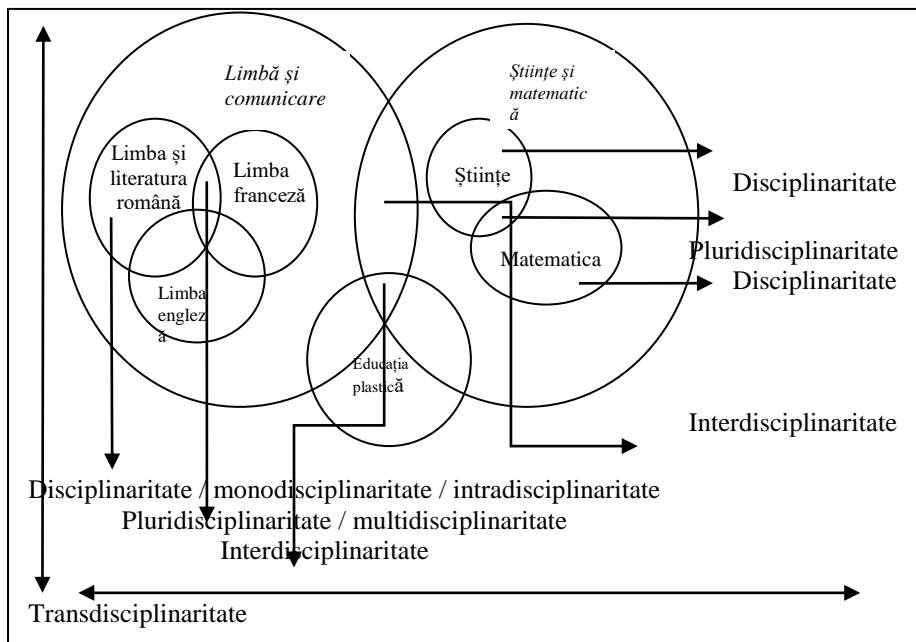 Limbă și
comunicare
Științe și
matematic
ă
Limba și
literatura
română
Limba
franceză
Științe
Disciplinaritate
Pluridisciplinaritate
Matematica
Disciplinaritate
Limba
englez
ă
Educația
plastică
Interdisciplinaritate
Disciplinaritate / monodisciplinaritate / intradisciplinaritate
Pluridisciplinaritate / multidisciplinaritate
Interdisciplinaritate
Transdisciplinaritate